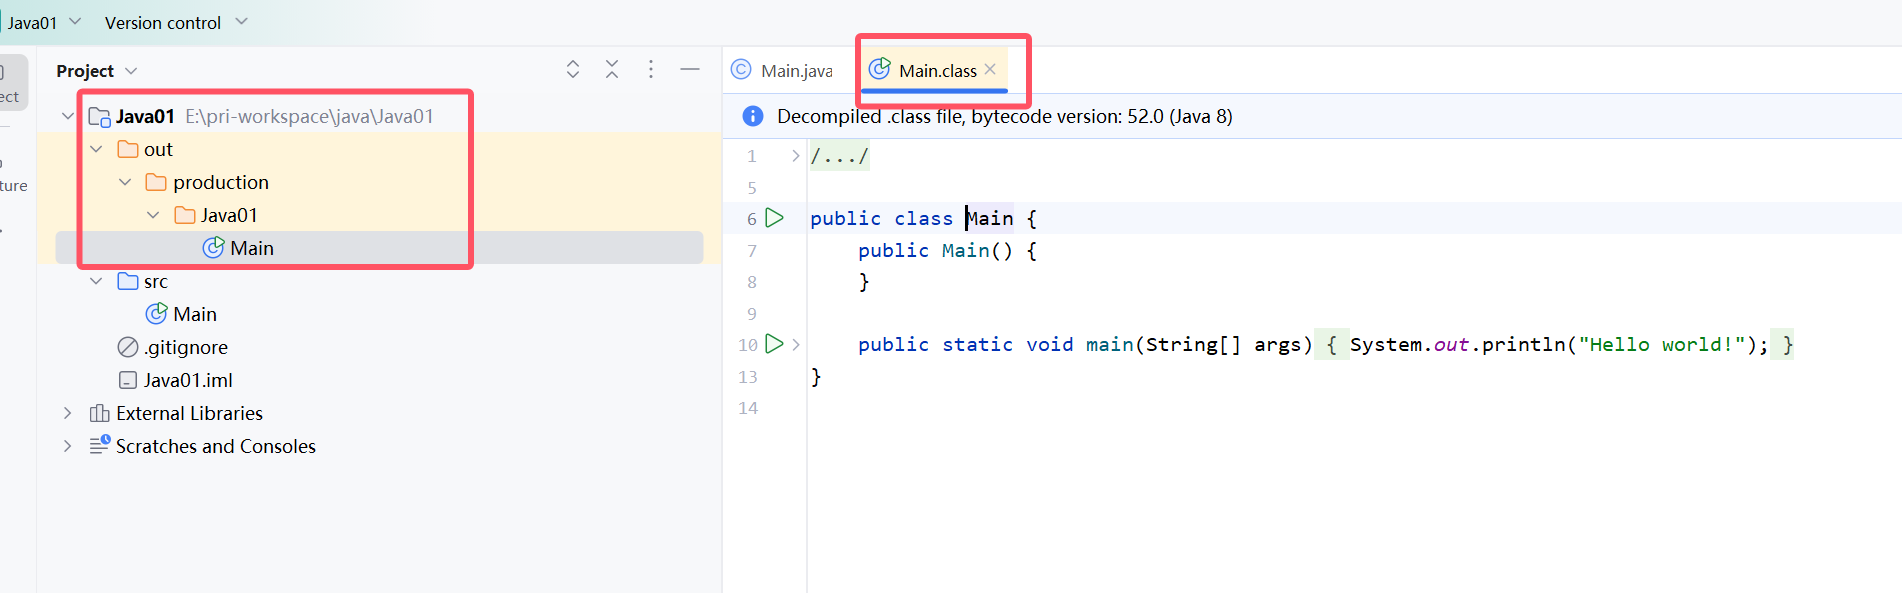 Java01 Version control
Project
ect
Java01 E:\pri-workspace\java\Java01
out
production
Java01
Main
src
Main
.gitignore
Java01.iml
External Libraries
Scratches and Consoles
ture
Main.java Main.class
Decompiled .class file, bytecode version: 52.0 (Java 8)
1 /.../
5
6 public class Main {
7 public Main() {
8 }
9
10 public static void main(String[] args) { System.out.println("Hello world!"); }
13 }
14